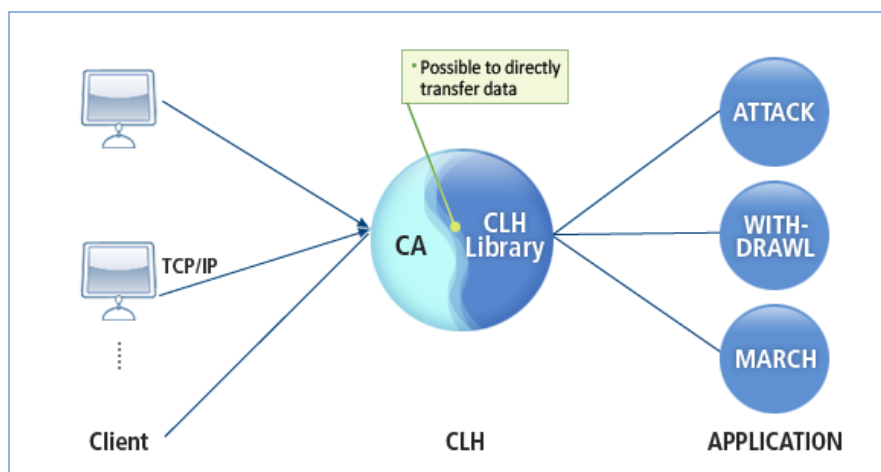 · Possible to directly
transfer data
ATTACK
CA
CLH
Library
WITH-
DRAWL
TCP/IP
MARCH
Client
CLH
APPLICATION